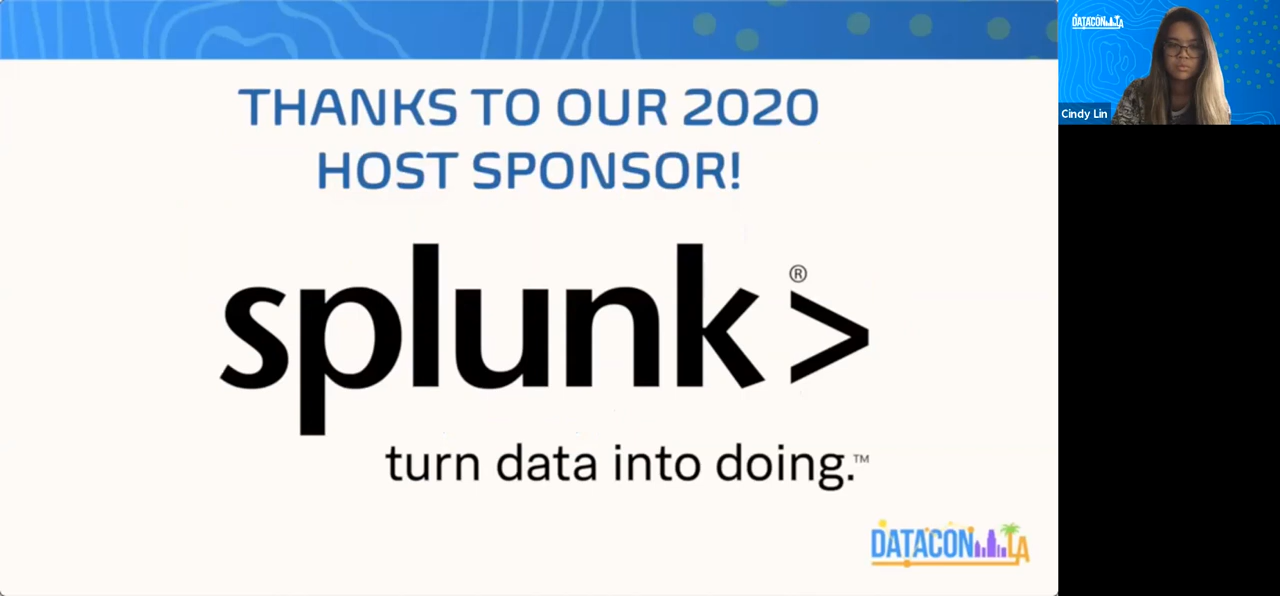 THANKS TO OUR 2020
HOST SPONSOR!
splunk>®
turn data into doing.™
DATACON LA
DATACON LA
Cindy Lin